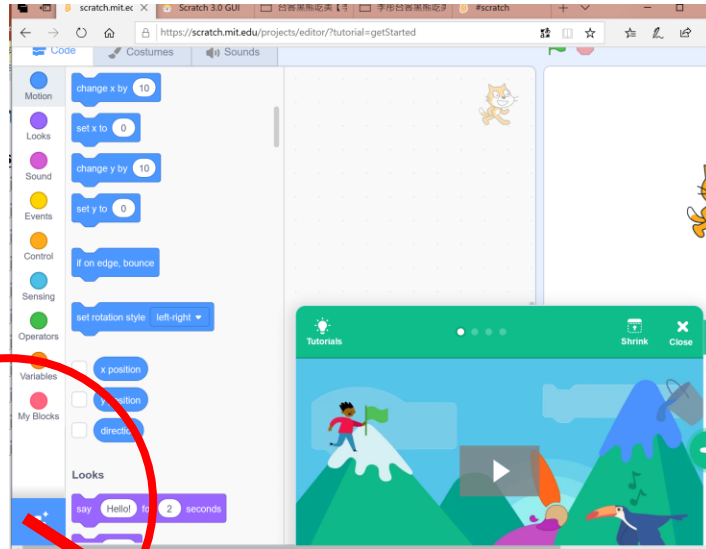 scratch.mit.ec
Scratch 3.0 GUI
#scratch
https://scratch.mit.edu/projects/editor/?tutorial=getStarted
Code
Costumes
Sounds
Motion
Looks
Sound
Events
Control
Sensing
Operators
Variables
My Blocks
change x by 10
set x to 0
change y by 10
set y to 0
if on edge, bounce
set rotation style left-right
x position
y position
direction
Looks
say Hello! for 2 seconds
Tutorials
Shrink
Close